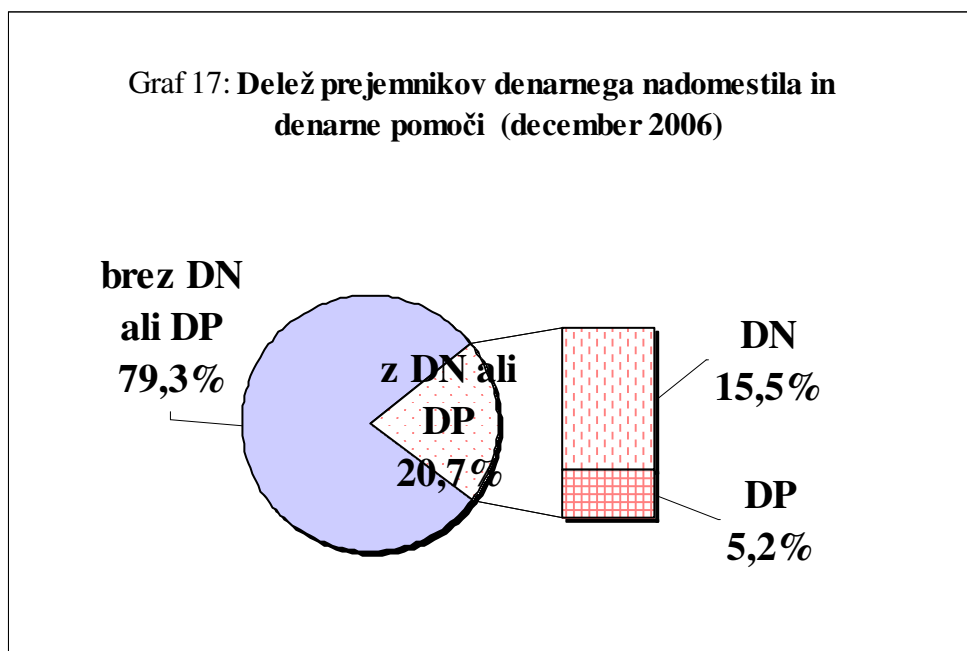 Graf 17: Delež prejemnikov denarnega nadomestila in
denarne pomoči (december 2006)
brez DN
ali DP
79,3%
z DN ali
DP
20,7%
DN
15,5%
DP
5,2%